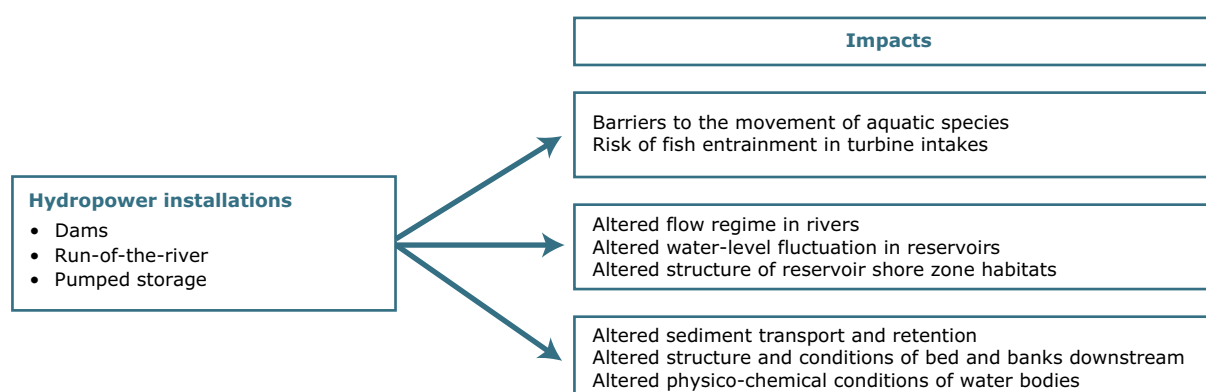 Impacts
Barriers to the movement of aquatic species
Risk of fish entrainment in turbine intakes
Hydropower installations
• Dams
• Run-of-the-river
• Pumped storage
Altered flow regime in rivers
Altered water-level fluctuation in reservoirs
Altered structure of reservoir shore zone habitats
Altered sediment transport and retention
Altered structure and conditions of bed and banks downstream
Altered physico-chemical conditions of water bodies